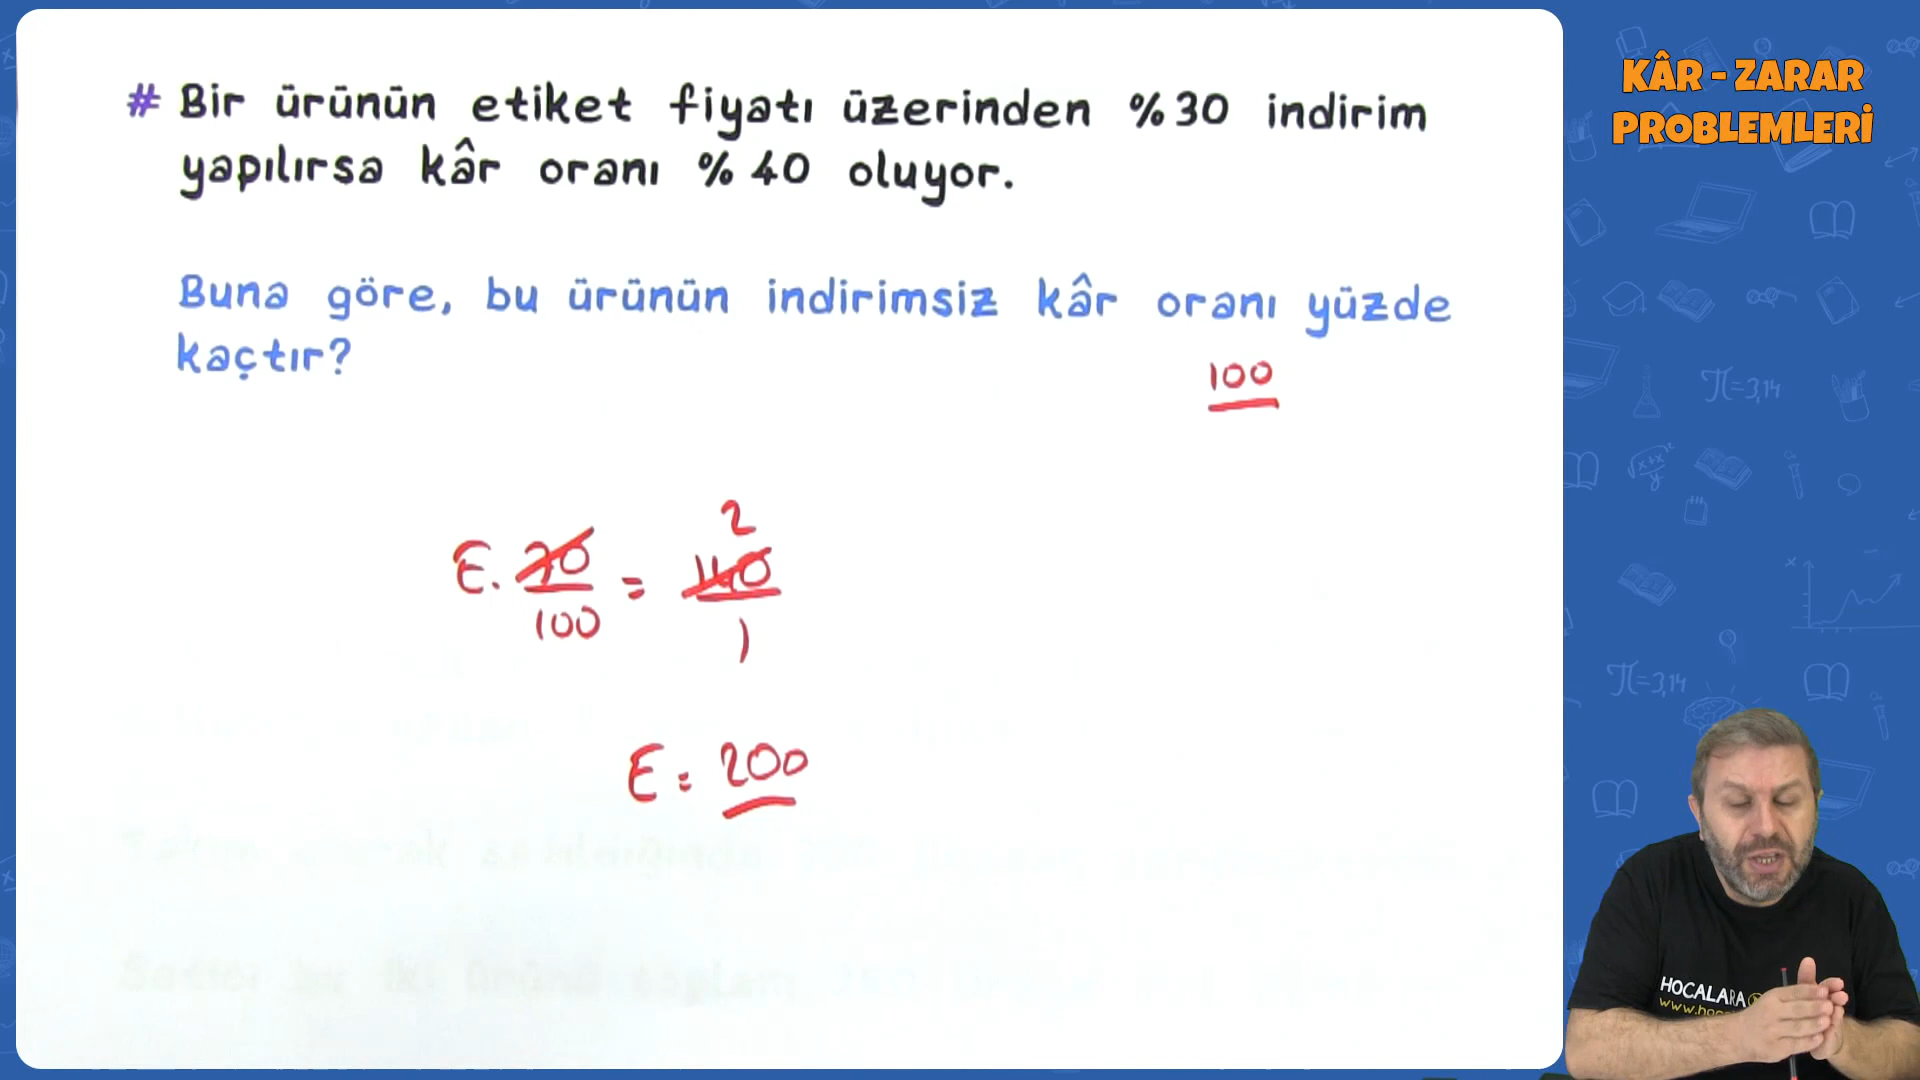 KÂR - ZARAR
PROBLEMLERİ
# Bir ürünün etiket fiyatı üzerinden %30 indirim
yapılırsa kâr oranı %40 oluyor.
Buna göre, bu ürünün indirimsiz kâr oranı yüzde
kaçtır?
100
E. 70/100 = 140/1
2
E = 200
π=3,14
π=3,14
HOCALARA